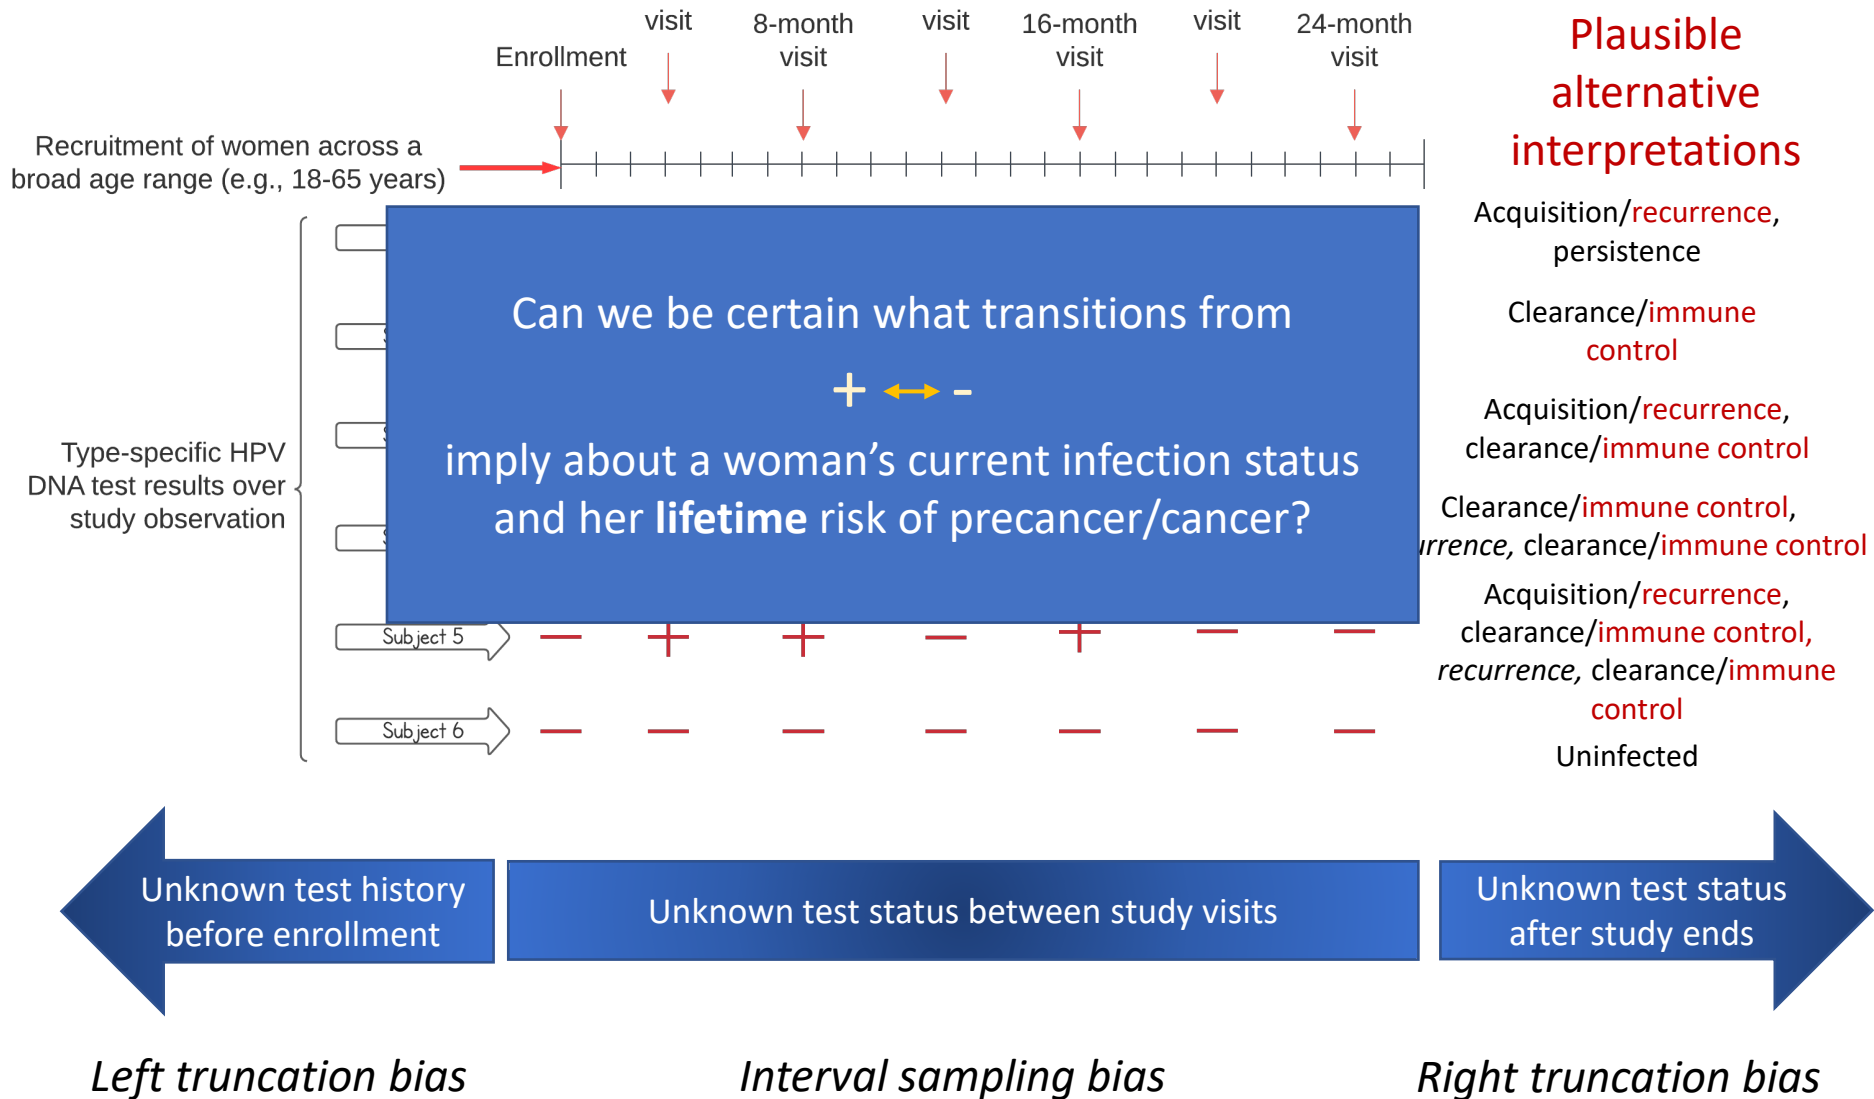 visit
8-month
visit
visit
16-month
visit
visit
24-month
visit
Enrollment
Plausible
alternative
interpretations
Recruitment of women across a
broad age range (e.g., 18-65 years)
Acquisition/recurrence,
persistence
Clearance/immune
control
Acquisition/recurrence,
clearance/immune control
Clearance/immune control,
clearance/immune control
Acquisition/recurrence,
clearance/immune control,
recurrence, clearance/immune
control
Uninfected
Type-specific HPV
DNA test results over
study observation
Can we be certain what transitions from
+ ↔ -
imply about a woman's current infection status
and her lifetime risk of precancer/cancer?
Subject 5 — + + — + — —
Subject 6 — — — — — — —
Unknown test history
before enrollment
Unknown test status between study visits
Unknown test status
after study ends
Left truncation bias
Interval sampling bias
Right truncation bias